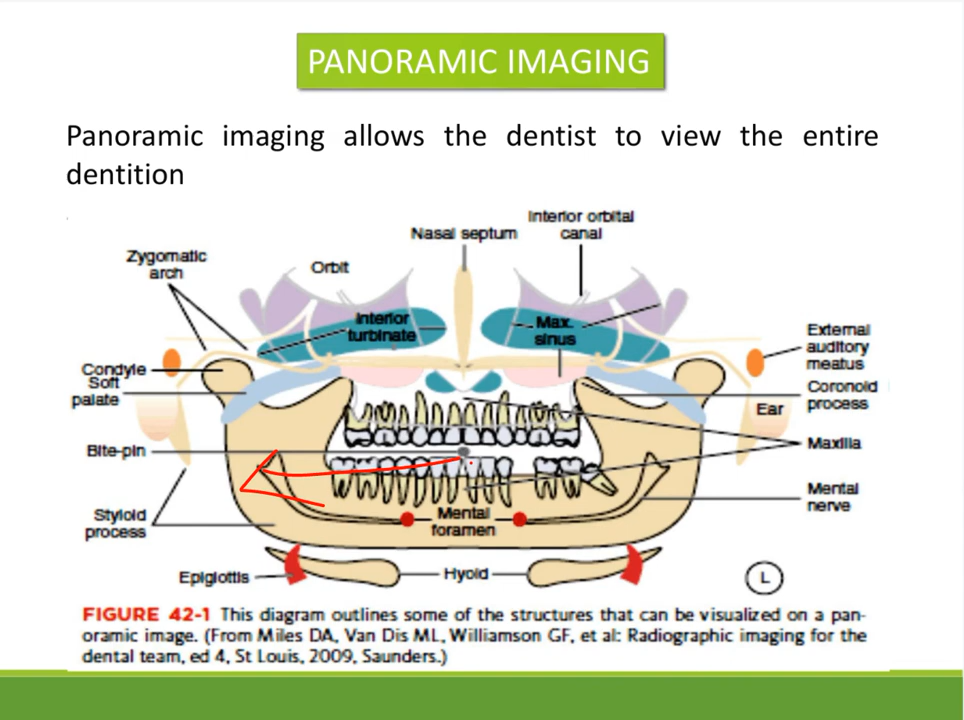 PANORAMIC IMAGING
Panoramic imaging allows the dentist to view the entire
dentition
Interior orbital
canal
Nasal septum
Zygomatic
arch
Orbit
Interior
turbinate
Max.
sinus
External
auditory
meatus
Condyle
Soft
palate
Coronoid
process
Ear
Bite-pin
Maxilla
Mental
nerve
Styloid
process
Mental
foramen
Epiglottis
Hyoid
L
FIGURE 42-1 This diagram outlines some of the structures that can be visualized on a pan-
oramic image. (From Miles DA, Van Dis ML, Williamson GF, et al: Radiographic imaging for the
dental team, ed 4, St Louis, 2009, Saunders.)